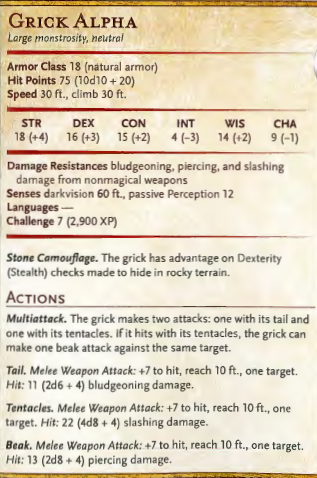 GRICK ALPHA
Large monstrosity, neutral
Armor Class 18 (natural armor)
Hit Points 75 (10d10 + 20)
Speed 30 ft., climb 30 ft.
STR DEX CON INT WIS CHA
18 (+4) 16 (+3) 15 (+2) 4 (–3) 14 (+2) 9 (–1)
Damage Resistances bludgeoning, piercing, and slashing
damage from nonmagical weapons
Senses darkvision 60 ft., passive Perception 12
Languages —
Challenge 7 (2,900 XP)
Stone Camouflage. The grick has advantage on Dexterity
(Stealth) checks made to hide in rocky terrain.
ACTIONS
Multiattack. The grick makes two attacks: one with its tail and
one with its tentacles. If it hits with its tentacles, the grick can
make one beak attack against the same target.
Tail. Melee Weapon Attack: +7 to hit, reach 10 ft., one target.
Hit: 11 (2d6 + 4) bludgeoning damage.
Tentacles. Melee Weapon Attack: +7 to hit, reach 10 ft., one
target. Hit: 22 (4d8 + 4) slashing damage.
Beak. Melee Weapon Attack: +7 to hit, reach 10 ft., one target.
Hit: 13 (2d8 + 4) piercing damage.